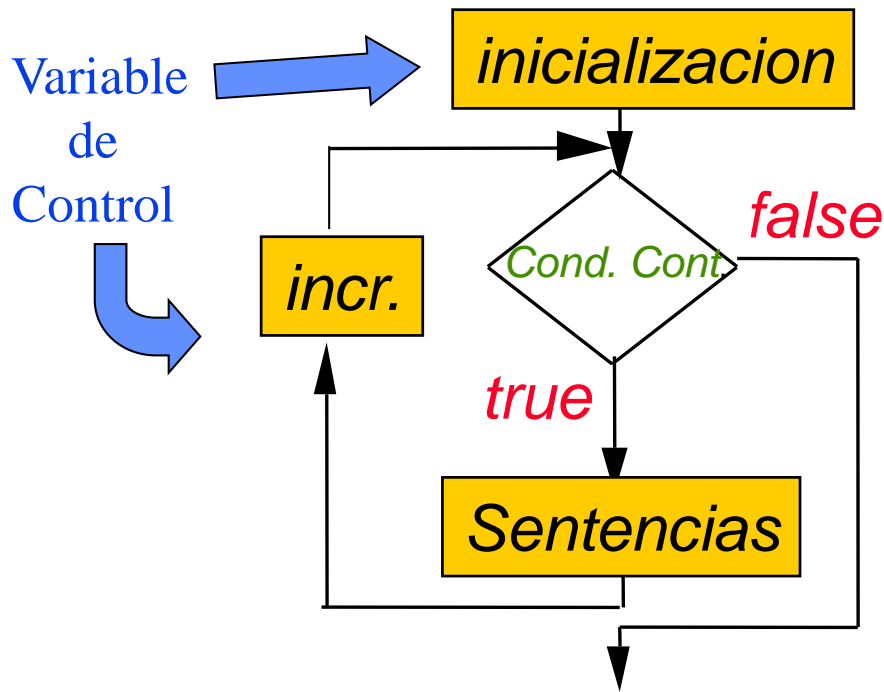 Variable
de
Control
inicializacion
false
Cond. Cont.
incr.
true
Sentencias